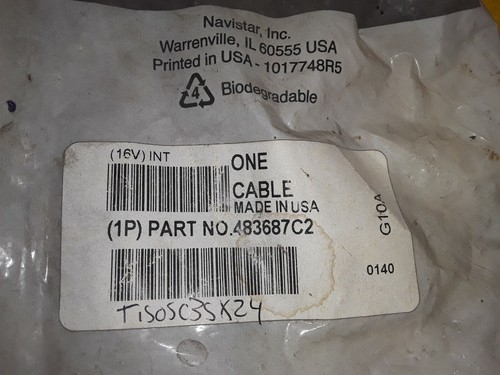 Navistar, Inc.
Warrenville, IL 60555 USA
Printed in USA - 1017748R5
4 Biodegradable
(16V) INT
ONE
CABLE
MADE IN USA
(1P) PART NO.483687C2
G10A
0140
TISOSC35X24